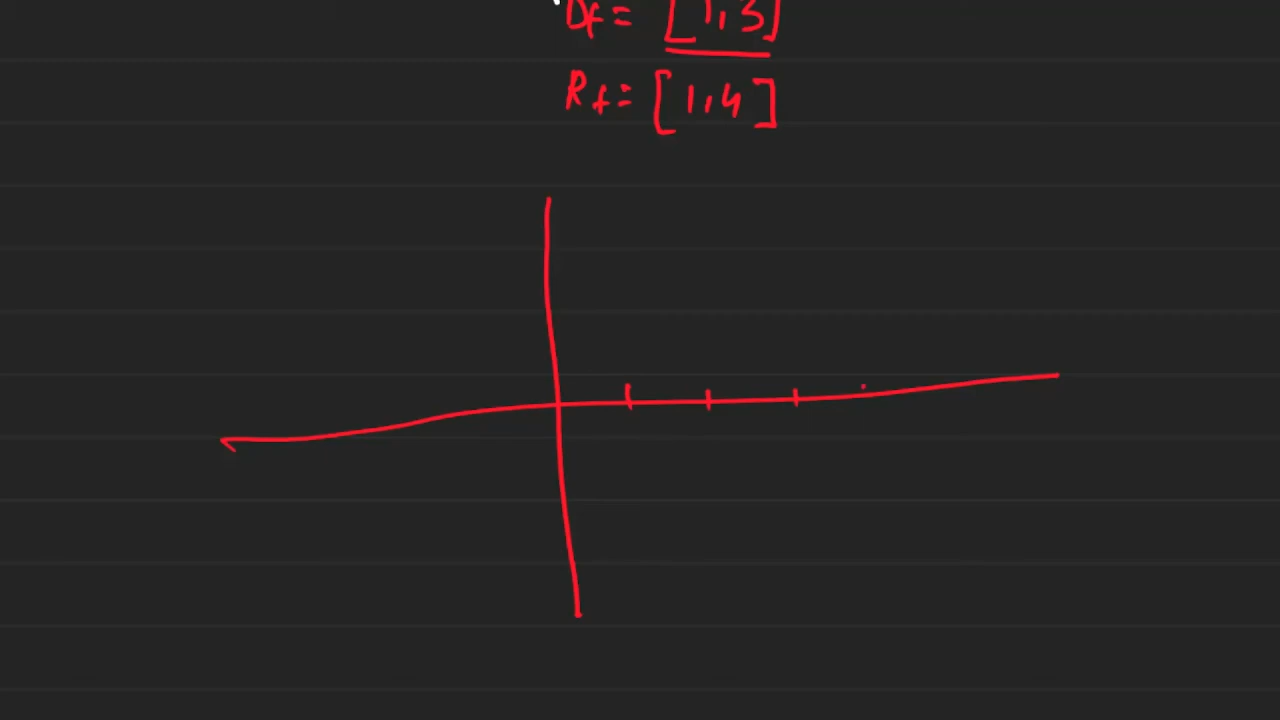 Df = [1,3]
Rf = [1,4]